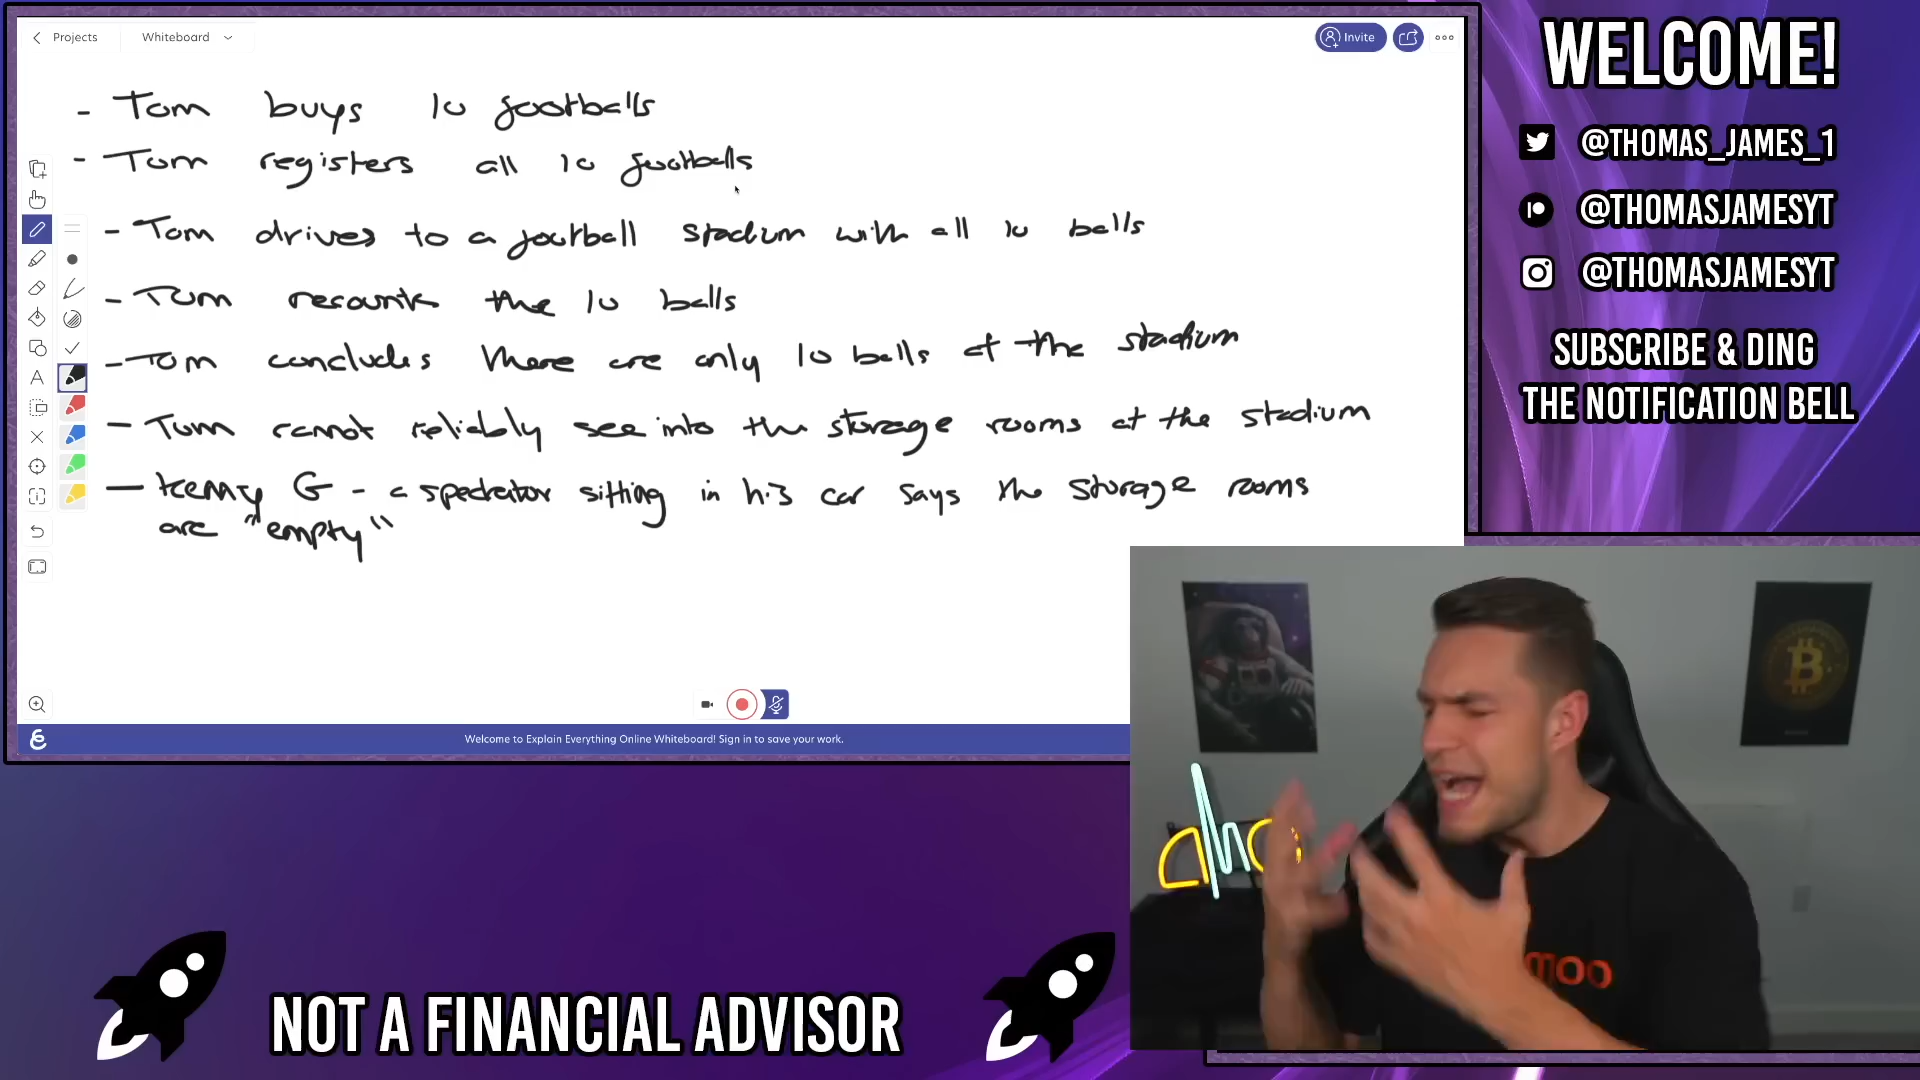 Projects
Whiteboard
Invite
- Tom buys 10 footballs
- Tom registers all 10 footballs
- Tom drives to a football stadium with all 10 balls
- Tom recounts the 10 balls
- Tom concludes there are only 10 balls at the stadium
- Tom cannot reliably see into the storage rooms at the stadium
- Kenny G - a spectator sitting in his car says the storage rooms
are "empty"
A
Welcome to Explain Everything Online Whiteboard! Sign in to save your work.
WELCOME!
@THOMAS_JAMES_1
@THOMASJAMESYT
@THOMASJAMESYT
SUBSCRIBE & DING
THE NOTIFICATION BELL
moo
NOT A FINANCIAL ADVISOR